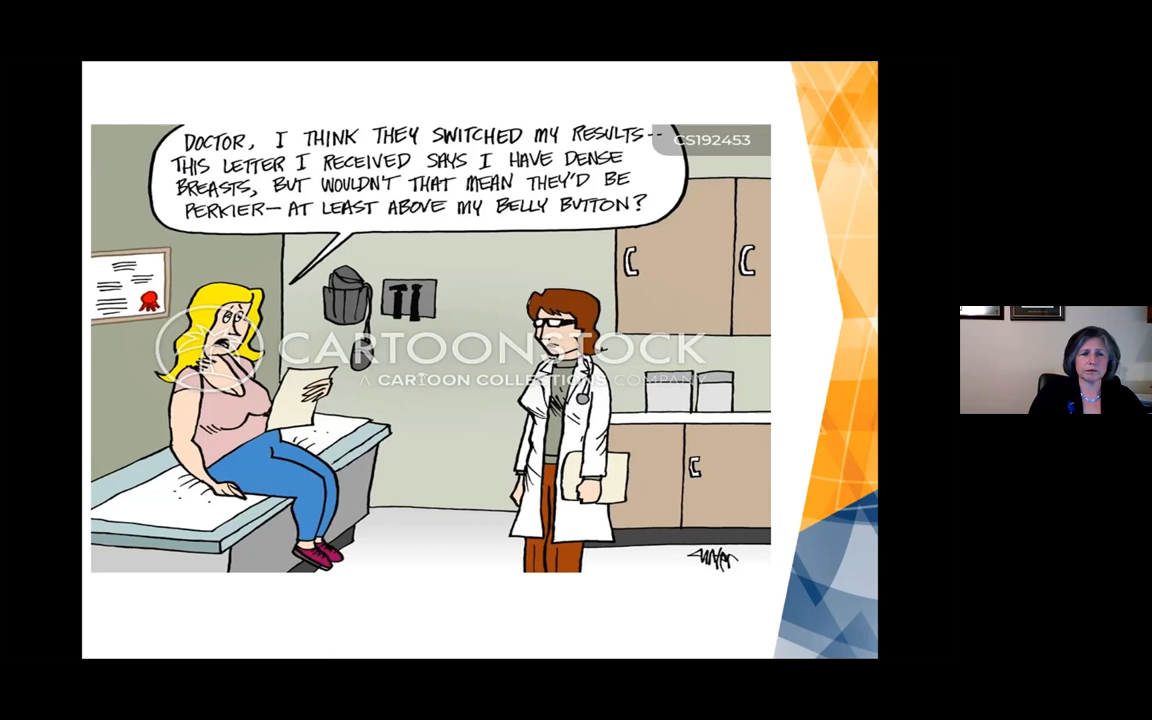 DOCTOR, I THINK THEY SWITCHED MY RESULTS--
THIS LETTER I RECEIVED SAYS I HAVE DENSE
BREASTS, BUT WOULDN'T THAT MEAN THEY'D BE
PERKIER— AT LEAST ABOVE MY BELLY BUTTON?
CS192453
CARTOONSTOCK
A CARTOON COLLECTIONS COMPANY